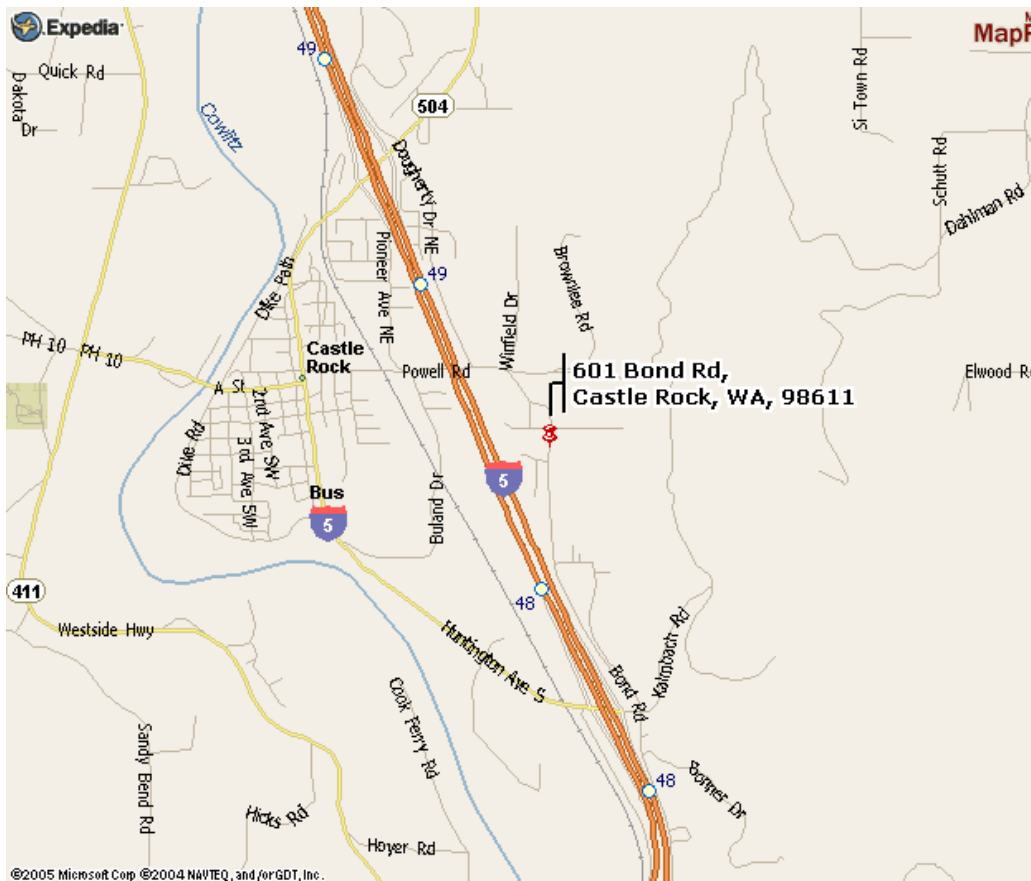 Expedia
MapP
49
Quick Rd
Dakota
Dr
504
Cowlitz
Si-Town Rd
Schutt Rd
Dahlman Rd
Dougherty Dr NE
Pioneer Ave NE
49
Dike Path
Brownlee Rd
Winfield Dr
PH 10
PH 10
Castle
Rock
Powell Rd
601 Bond Rd,
Castle Rock, WA, 98611
Elwood R
A St
2nd Ave SW
3rd Ave SW
Dike Rd
Buland Dr
5
Bus
5
411
48
Westside Hwy
Huntington Ave S
Kalmbach Rd
Bond Rd
Cook Ferry Rd
Sandy Bend Rd
48
Bonner Dr
Hicks Rd
Hoyer Rd
©2005 Microsoft Corp ©2004 NAVTEQ, and/or GDT, Inc.